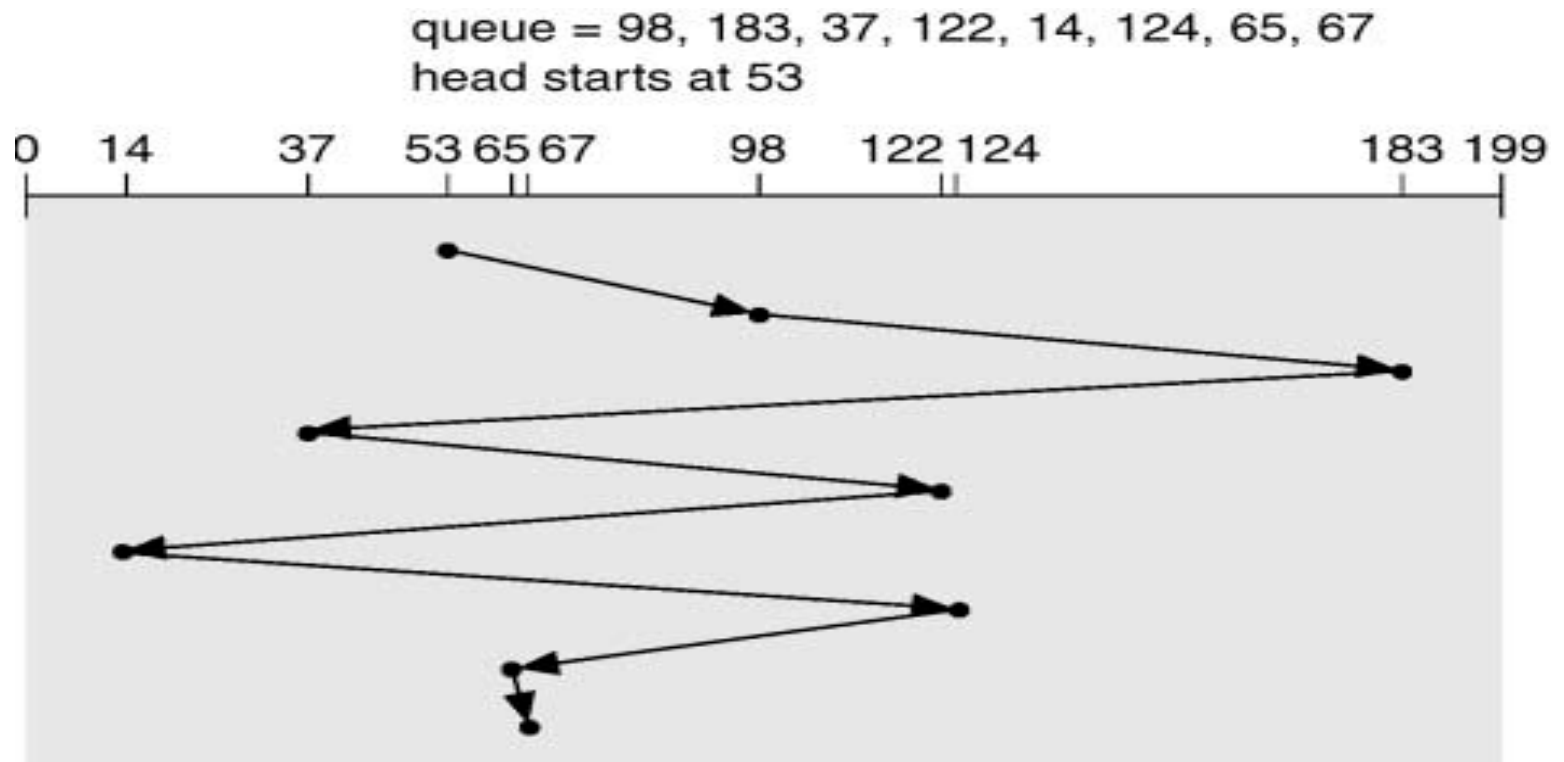 queue = 98, 183, 37, 122, 14, 124, 65, 67
head starts at 53
0 14 37 53 65 67 98 122 124 183 199